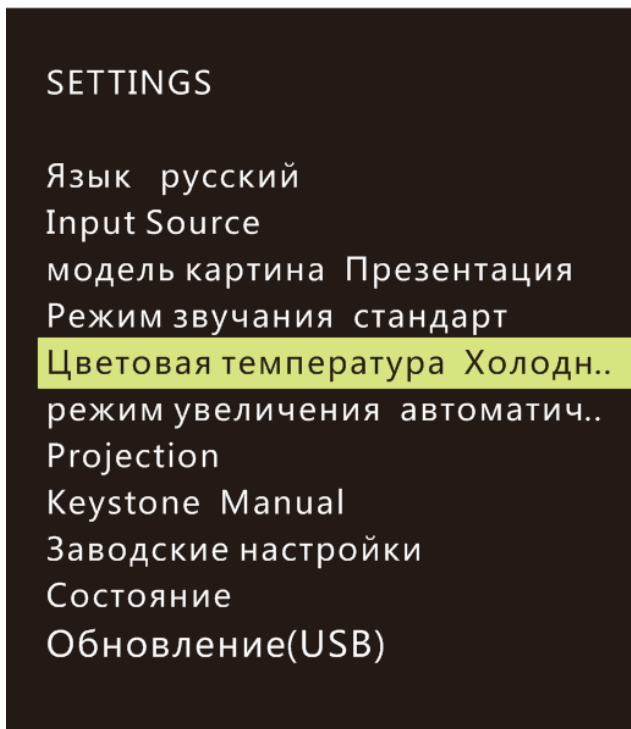 SETTINGS
Язык русский
Input Source
модель картина Презентация
Режим звучания стандарт
Цветовая температура Холодн..
режим увеличения автоматич..
Projection
Keystone Manual
Заводские настройки
Состояние
Обновление(USB)